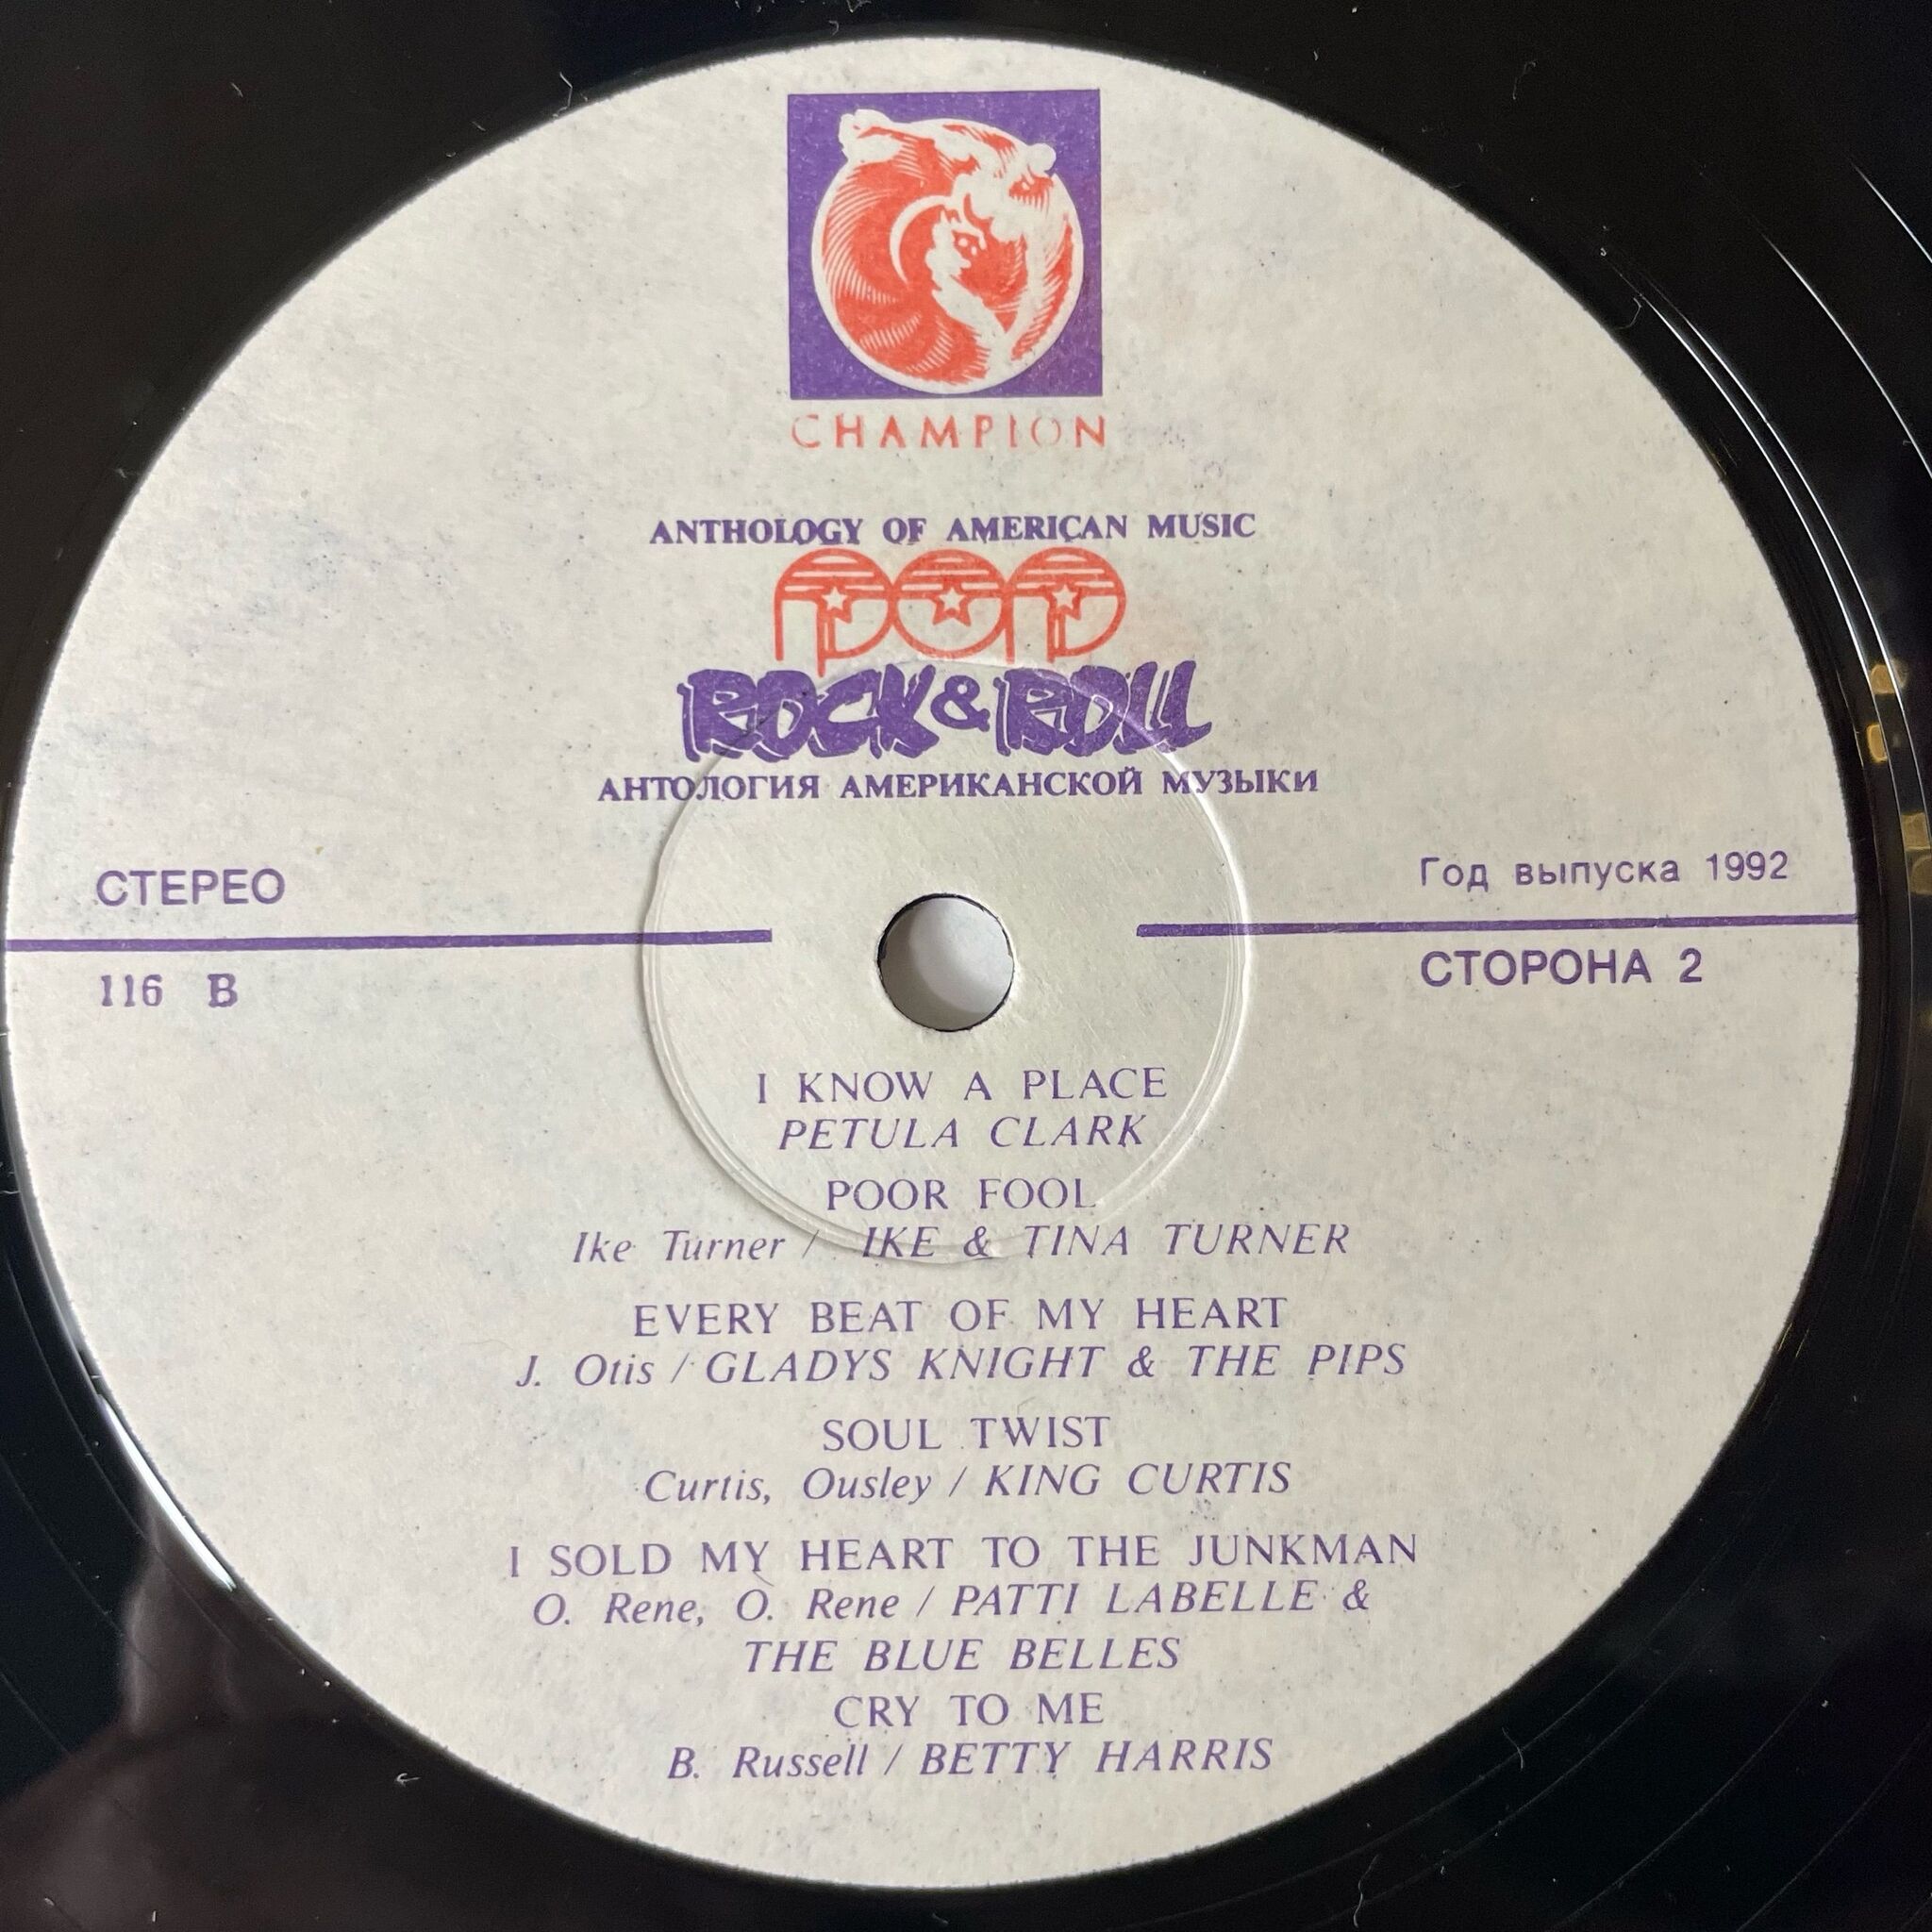 CHAMPION
ANTHOLOGY OF AMERICAN MUSIC
POP
ROCK & ROLL
АНТОЛОГИЯ АМЕРИКАНСКОЙ МУЗЫКИ
СТЕРЕО
Год выпуска 1992
116 В
СТОРОНА 2
I KNOW A PLACE
PETULA CLARK
POOR FOOL
Ike Turner / IKE & TINA TURNER
EVERY BEAT OF MY HEART
J. Otis / GLADYS KNIGHT & THE PIPS
SOUL TWIST
Curtis, Ousley / KING CURTIS
I SOLD MY HEART TO THE JUNKMAN
O. Rene, O. Rene / PATTI LABELLE &
THE BLUE BELLES
CRY TO ME
B. Russell / BETTY HARRIS